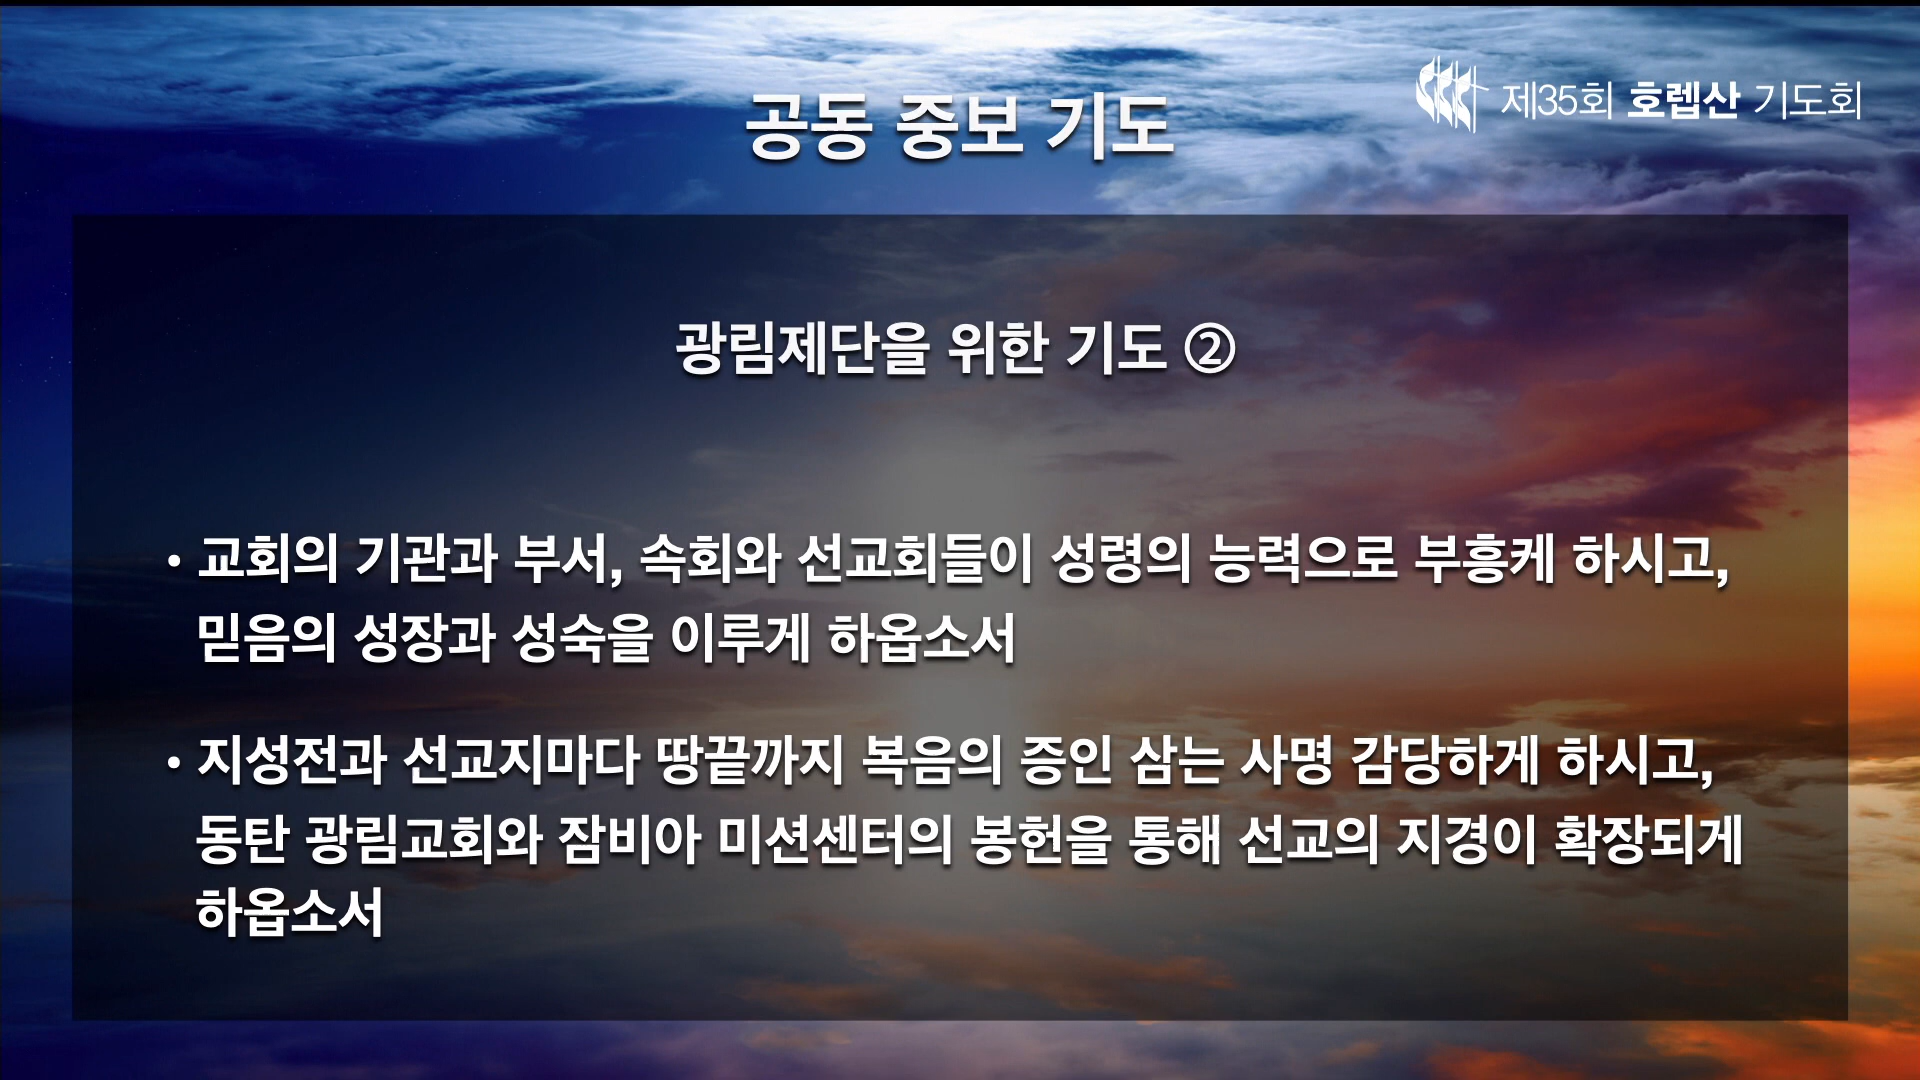 제35회 호렙산 기도회
공동 중보 기도
광림제단을 위한 기도 ②
• 교회의 기관과 부서, 속회와 선교회들이 성령의 능력으로 부흥케 하시고,
믿음의 성장과 성숙을 이루게 하옵소서
• 지성전과 선교지마다 땅끝까지 복음의 증인 삼는 사명 감당하게 하시고,
동탄 광림교회와 잠비아 미션센터의 봉헌을 통해 선교의 지경이 확장되게
하옵소서